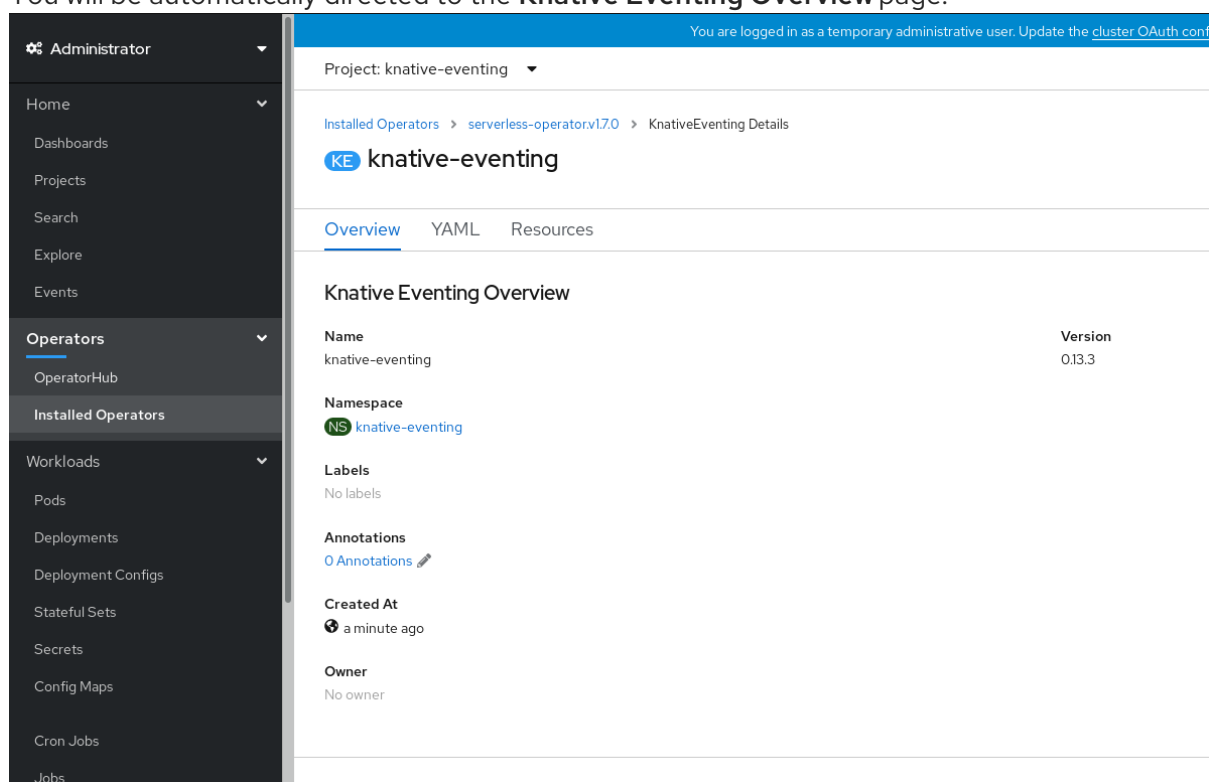 You will be automatically directed to the Knative Eventing Overview page.
Administrator
Home
Dashboards
Projects
Search
Explore
Events
Operators
OperatorHub
Installed Operators
Workloads
Pods
Deployments
Deployment Configs
Stateful Sets
Secrets
Config Maps
Cron Jobs
Jobs
You are logged in as a temporary administrative user. Update the cluster OAuth conf
Project: knative-eventing
Installed Operators > serverless-operator.v1.7.0 > KnativeEventing Details
KE knative-eventing
Overview YAML Resources
Knative Eventing Overview
Name
knative-eventing
Version
0.13.3
Namespace
NS knative-eventing
Labels
No labels
Annotations
0 Annotations
Created At
a minute ago
Owner
No owner